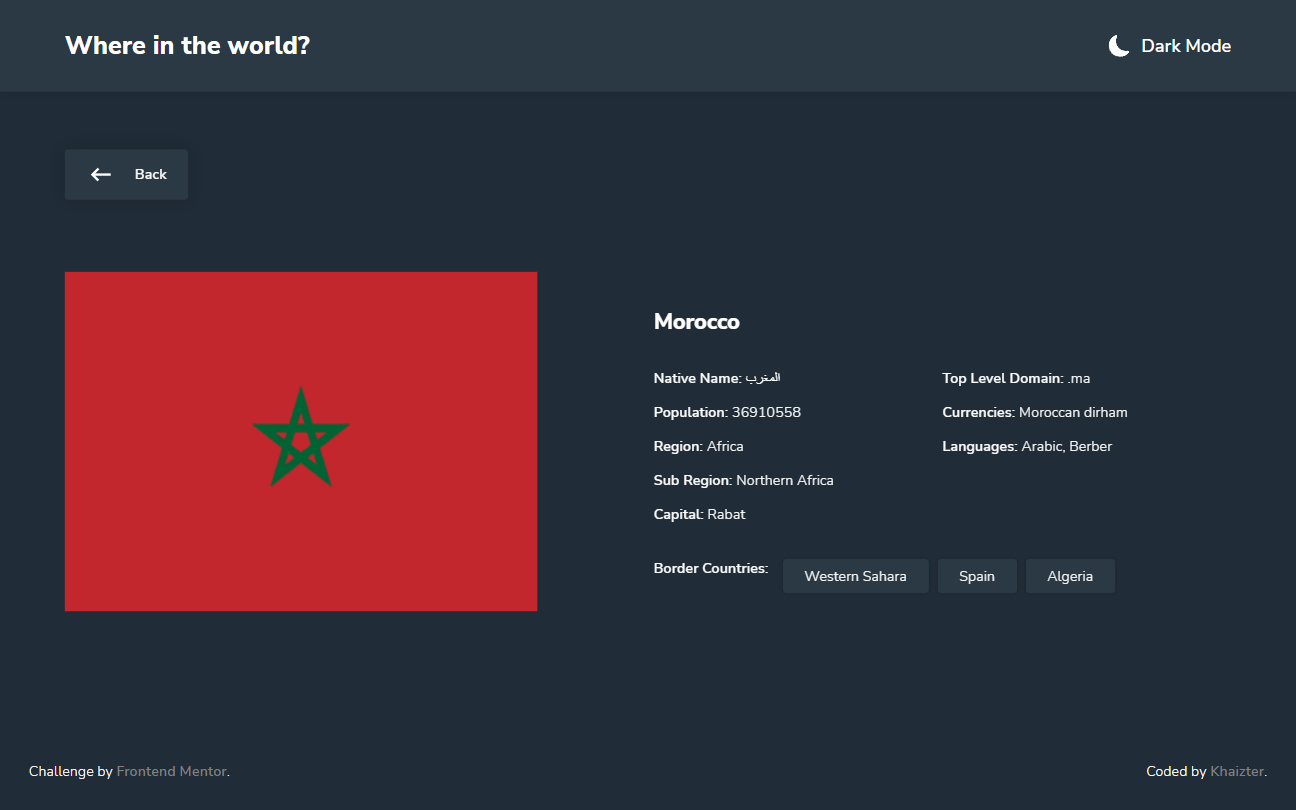 Where in the world?
Dark Mode
Back
Morocco
Native Name: المغرب
Population: 36910558
Region: Africa
Sub Region: Northern Africa
Capital: Rabat
Top Level Domain: .ma
Currencies: Moroccan dirham
Languages: Arabic, Berber
Border Countries: Western Sahara Spain Algeria
Challenge by Frontend Mentor.
Coded by Khaizter.